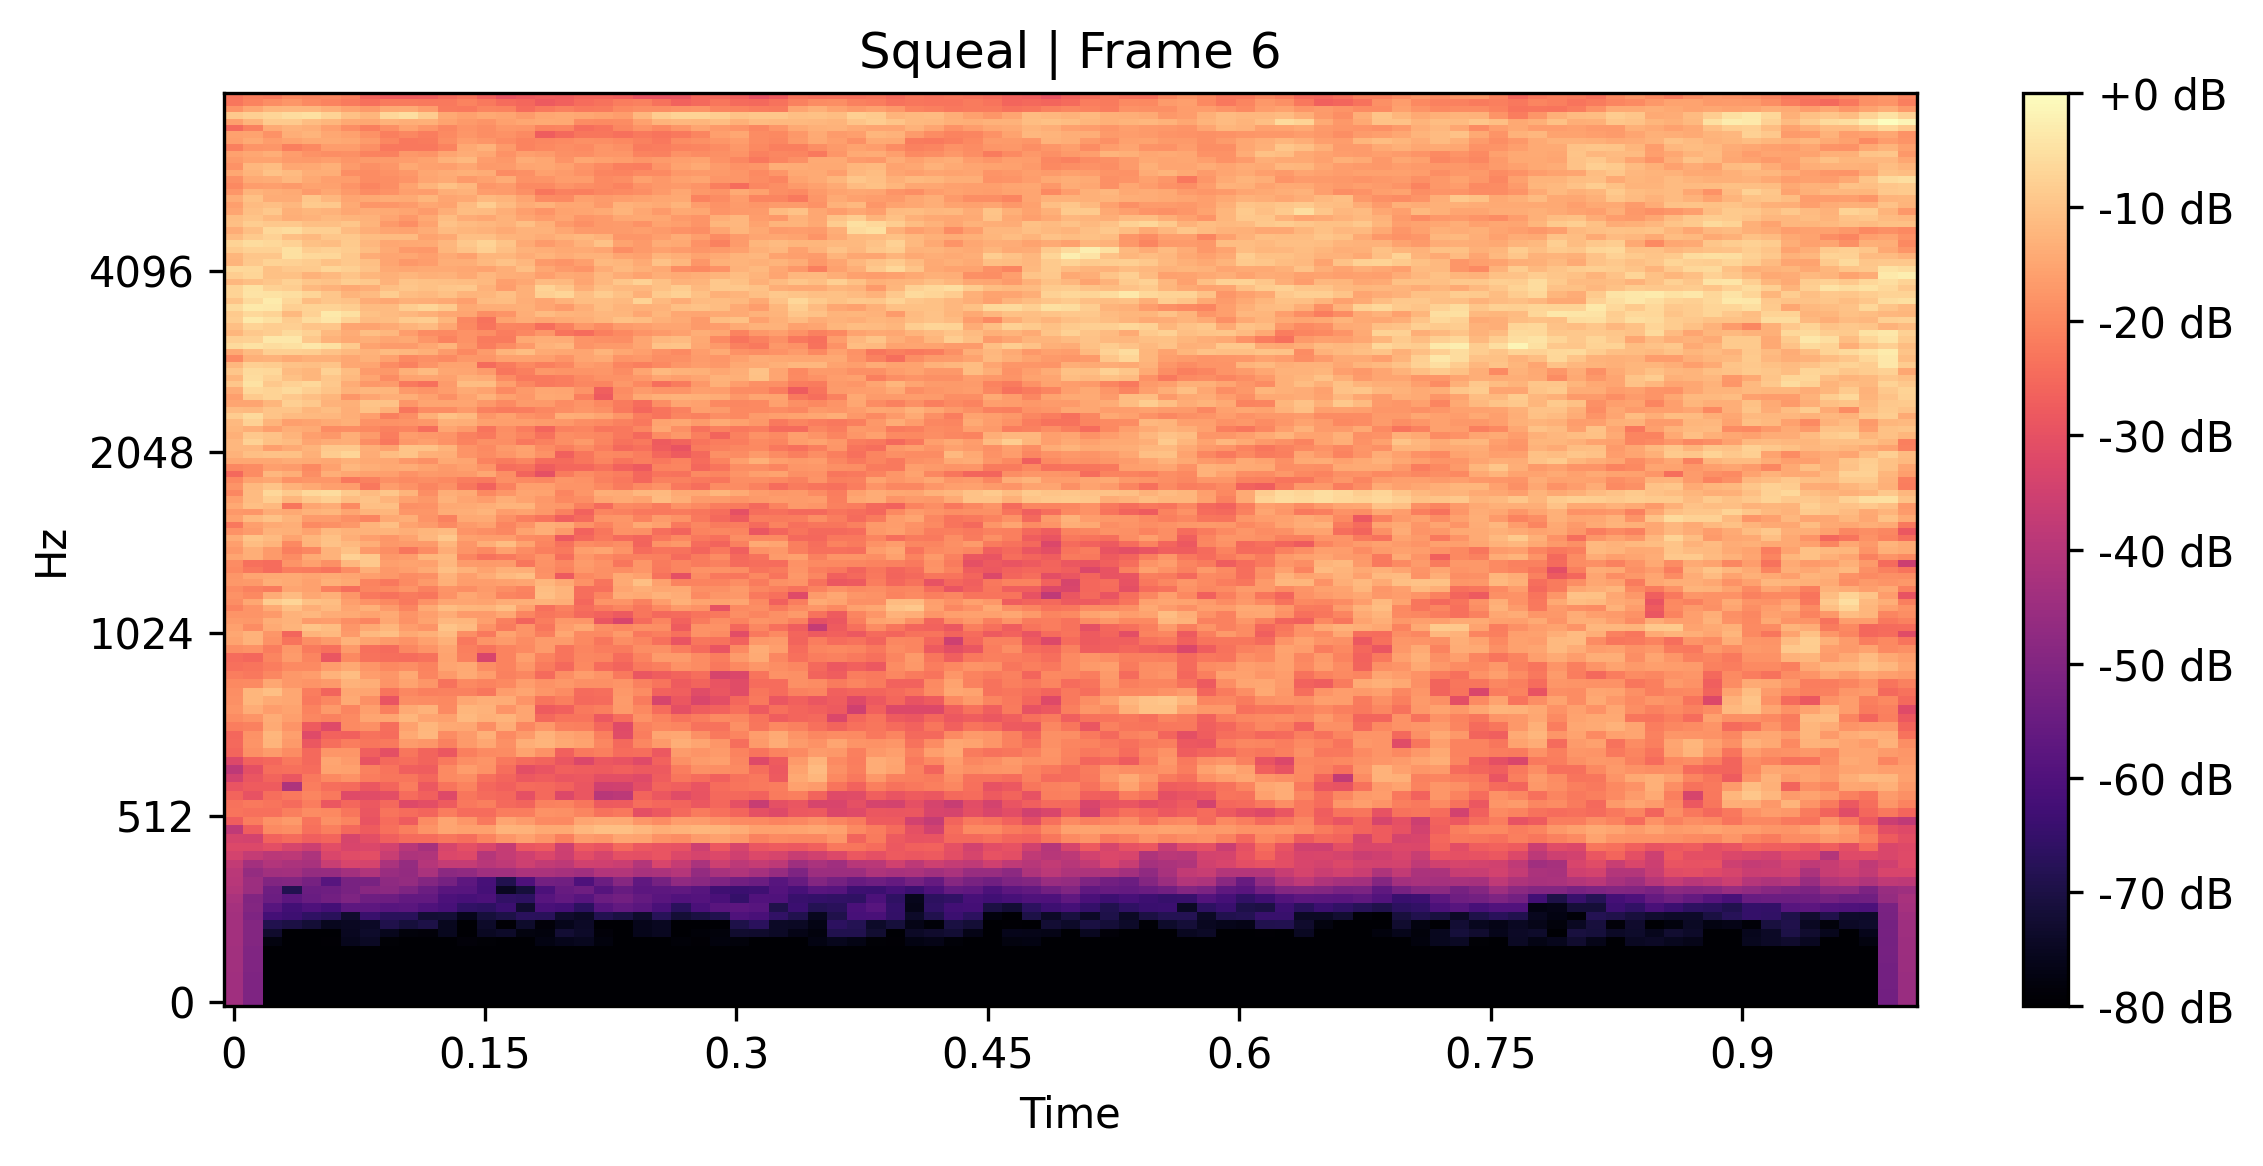 Squeal | Frame 6
+0 dB
-10 dB
-20 dB
-30 dB
-40 dB
-50 dB
-60 dB
-70 dB
-80 dB
Hz
4096
2048
1024
512
0
0 0.15 0.3 0.45 0.6 0.75 0.9
Time